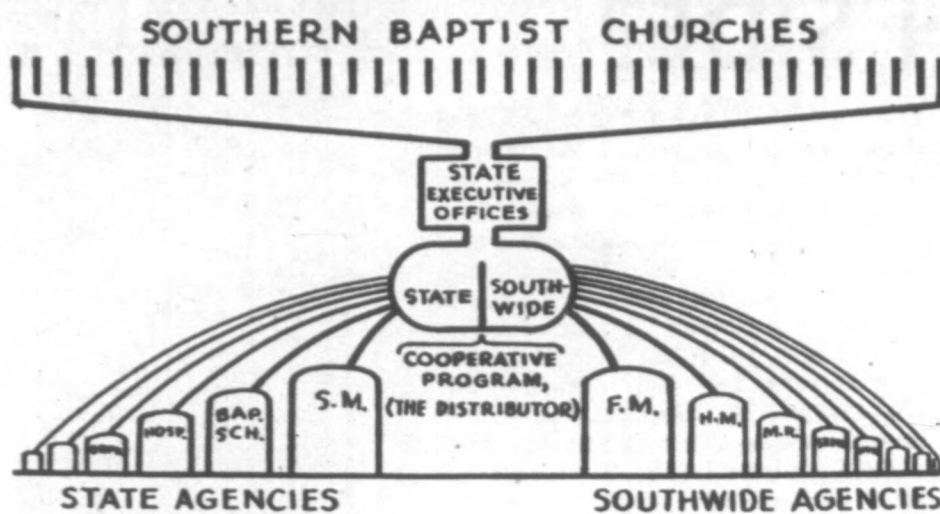 SOUTHERN BAPTIST CHURCHES
STATE
EXECUTIVE
OFFICES
STATE
SOUTH-
WIDE
COOPERATIVE
PROGRAM,
(THE DISTRIBUTOR)
S.M.
BAP.
SCH.
HOSP.
F.M.
H.M.
M.R.
STATE AGENCIES
SOUTHWIDE AGENCIES